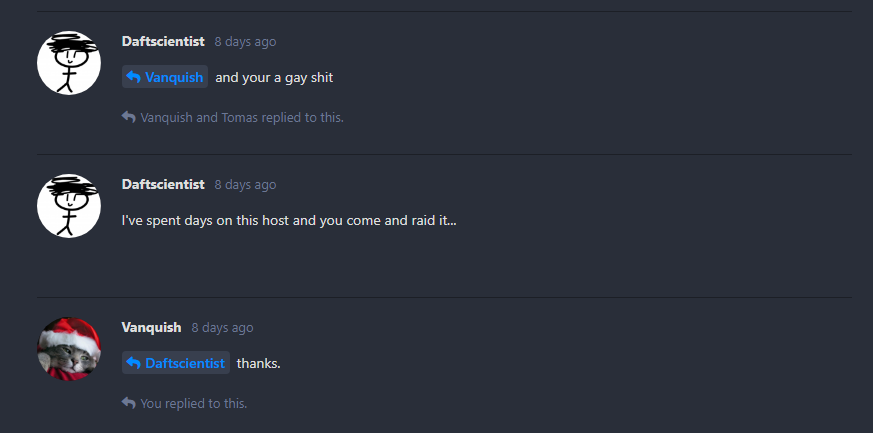 Daftscientist 8 days ago
Vanquish and your a gay shit
Vanquish and Tomas replied to this.
Daftscientist 8 days ago
I've spent days on this host and you come and raid it...
Vanquish 8 days ago
Daftscientist thanks.
You replied to this.